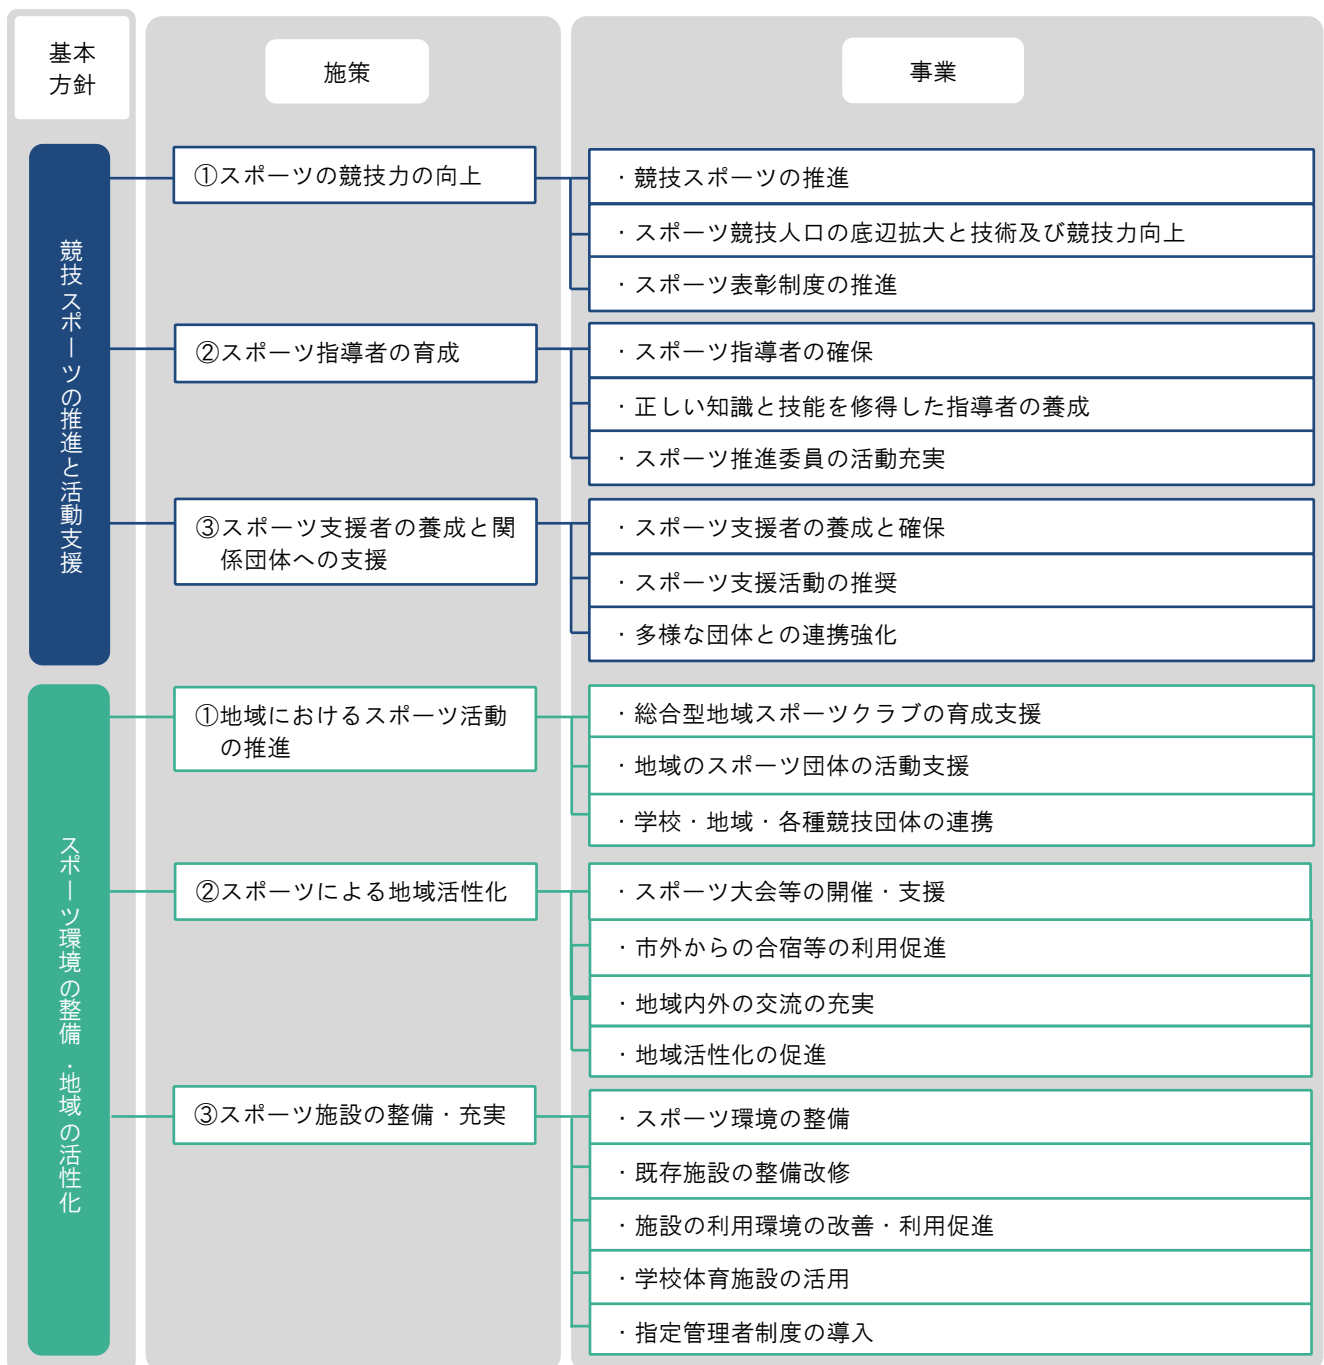 基本
方針
施策
事業
競技スポーツの推進と活動支援
①スポーツの競技力の向上
・競技スポーツの推進
・スポーツ競技人口の底辺拡大と技術及び競技力向上
・スポーツ表彰制度の推進
②スポーツ指導者の育成
・スポーツ指導者の確保
・正しい知識と技能を修得した指導者の養成
・スポーツ推進委員の活動充実
③スポーツ支援者の養成と関
係団体への支援
・スポーツ支援者の養成と確保
・スポーツ支援活動の推奨
・多様な団体との連携強化
スポーツ環境の整備・地域の活性化
①地域におけるスポーツ活動
の推進
・総合型地域スポーツクラブの育成支援
・地域のスポーツ団体の活動支援
・学校・地域・各種競技団体の連携
②スポーツによる地域活性化
・スポーツ大会等の開催・支援
・市外からの合宿等の利用促進
・地域内外の交流の充実
・地域活性化の促進
③スポーツ施設の整備・充実
・スポーツ環境の整備
・既存施設の整備改修
・施設の利用環境の改善・利用促進
・学校体育施設の活用
・指定管理者制度の導入